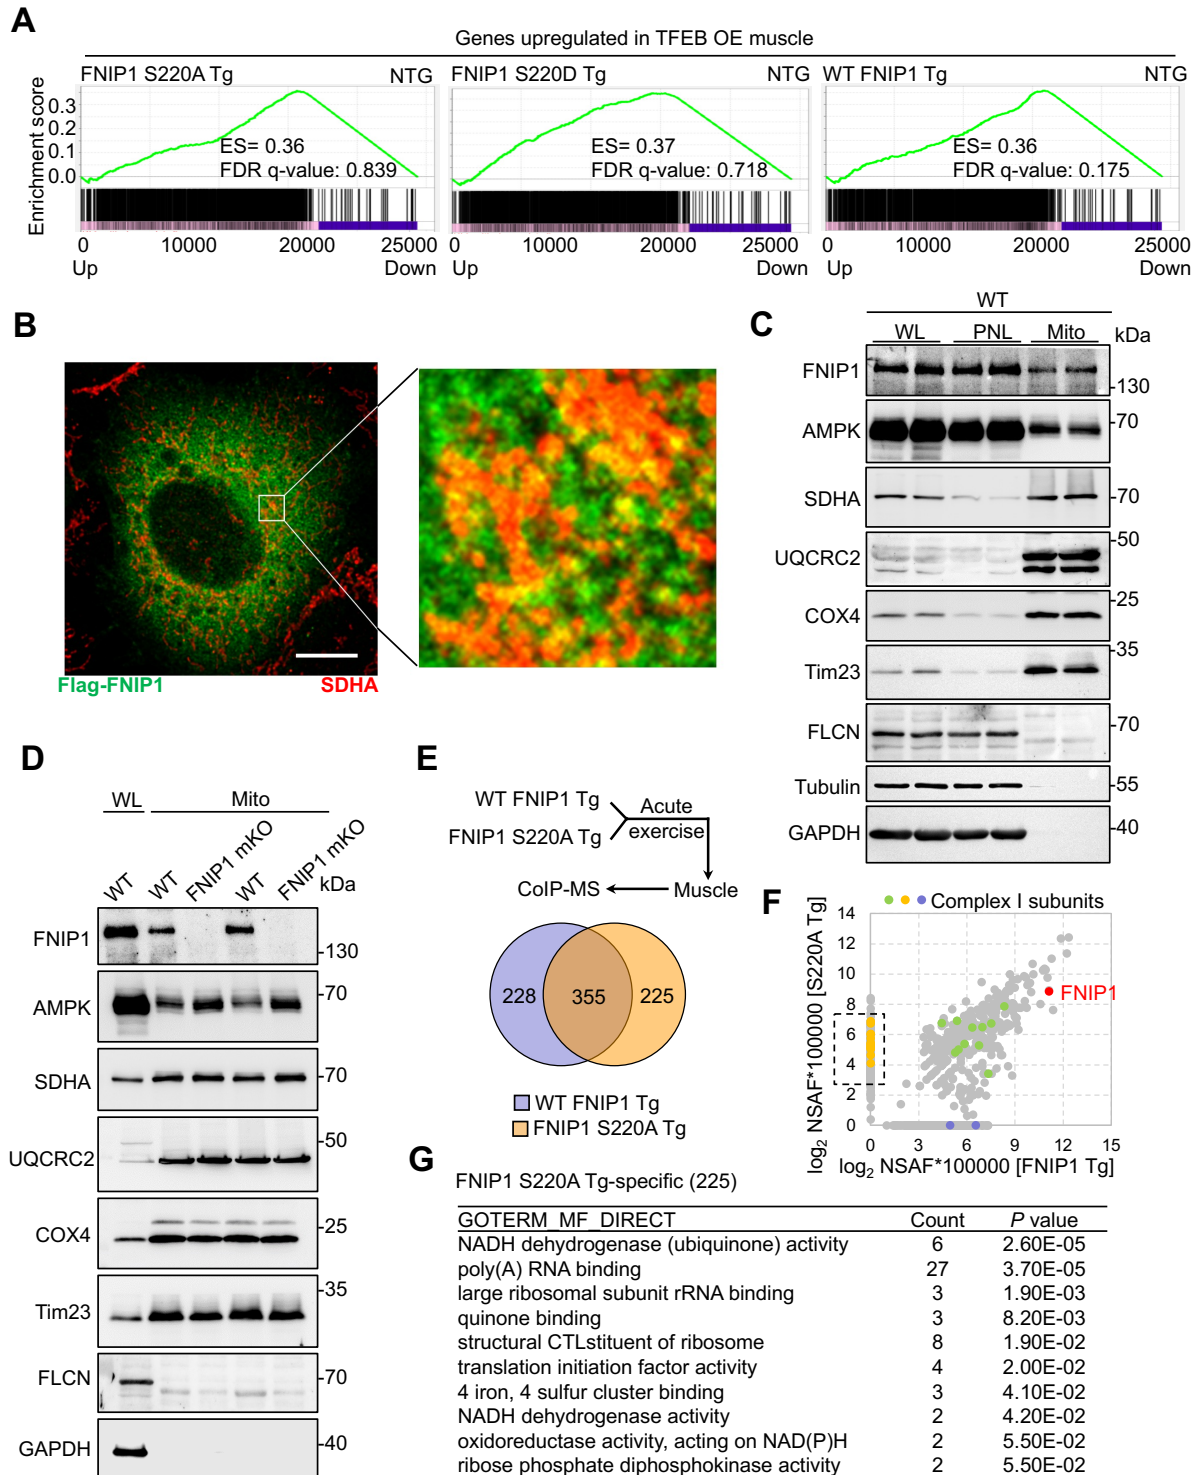 A
Genes upregulated in TFEB OE muscle
FNIP1 S220A Tg NTG
FNIP1 S220D Tg NTG
WT FNIP1 Tg NTG
Enrichment score
0.3
0.2
0.1
0.0
ES= 0.36
FDR q-value: 0.839
ES= 0.37
FDR q-value: 0.718
ES= 0.36
FDR q-value: 0.175
0 10000 20000 25000
Up Down
0 10000 20000 25000
Up Down
0 10000 20000 25000
Up Down
B
Flag-FNIP1 SDHA
C
WT
WL PNL Mito kDa
FNIP1 -130
AMPK -70
SDHA -70
UQCRC2 -50
COX4 -25
Tim23 -35
FLCN -70
Tubulin -55
GAPDH -40
D
WL Mito
WT WT FNIP1 mKO WT FNIP1 mKO kDa
FNIP1 -130
AMPK -70
SDHA -70
UQCRC2 -50
COX4 -25
Tim23 -35
FLCN -70
GAPDH -40
E
WT FNIP1 Tg
FNIP1 S220A Tg
Acute
exercise
CoIP-MS Muscle
228 355 225
WT FNIP1 Tg
FNIP1 S220A Tg
F
Complex I subunits
log2 NSAF*100000 [S220A Tg]
14
12
10
8
6
4
2
0
FNIP1
0 3 6 9 12 15
log2 NSAF*100000 [FNIP1 Tg]
G
FNIP1 S220A Tg-specific (225)
GOTERM_MF_DIRECT Count P value
NADH dehydrogenase (ubiquinone) activity 6 2.60E-05
poly(A) RNA binding 27 3.70E-05
large ribosomal subunit rRNA binding 3 1.90E-03
quinone binding 3 8.20E-03
structural CTLstituent of ribosome 8 1.90E-02
translation initiation factor activity 4 2.00E-02
4 iron, 4 sulfur cluster binding 3 4.10E-02
NADH dehydrogenase activity 2 4.20E-02
oxidoreductase activity, acting on NAD(P)H 2 5.50E-02
ribose phosphate diphosphokinase activity 2 5.50E-02